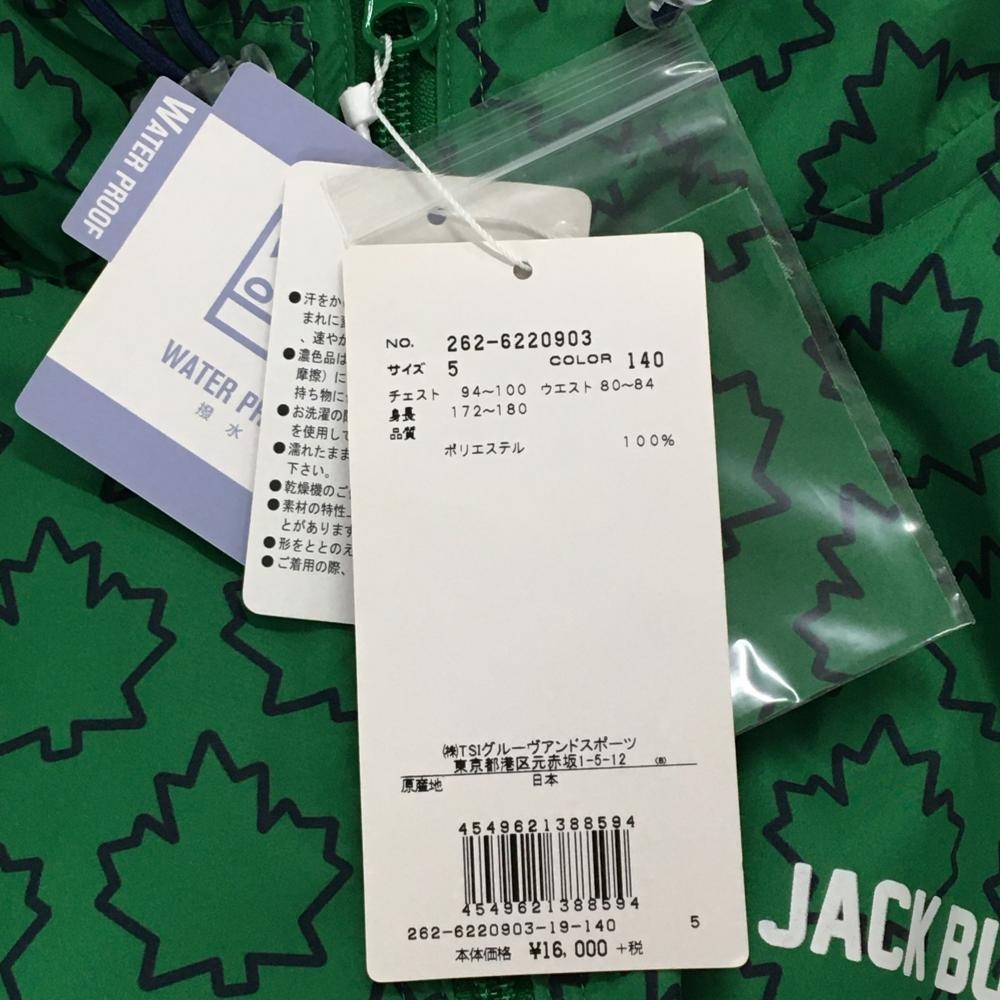 WATER PROOF
WATER PR
撥水
●汗をか
まれに
、速やか
●濃色品は
摩擦）に
持ち物に
●お洗濯の
を使用して
●濡れたまま
下さい。
●乾燥機のご
●素材の特性
とがあります
●形をととのえ
●ご着用の際、
NO. 262-6220903
サイズ 5 COLOR 140
チェスト 94~100 ウエスト 80~84
身長 172~180
品質
ポリエステル 100%
㈱TSIグルーヴアンドスポーツ
東京都港区元赤坂1-5-12 (B)
原産地 日本
4549621388594
4549621388594
262-6220903-19-140 5
本体価格 ¥16,000 +税
JACK BU